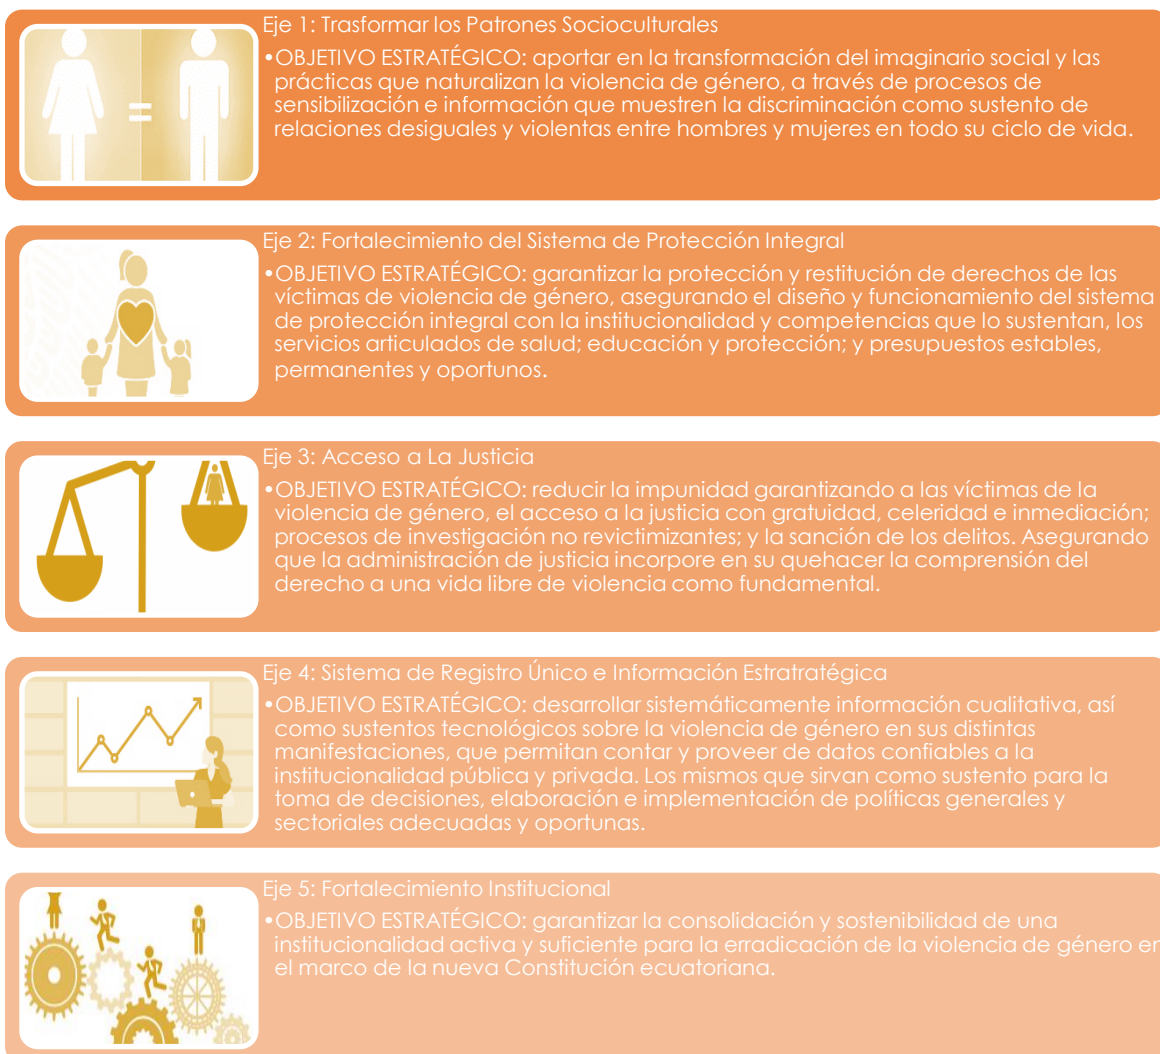 Eje 1: Trasformar los Patrones Socioculturales
•OBJETIVO ESTRATÉGICO: aportar en la transformación del imaginario social y las
prácticas que naturalizan la violencia de género, a través de procesos de
sensibilización e información que muestren la discriminación como sustento de
relaciones desiguales y violentas entre hombres y mujeres en todo su ciclo de vida.
Eje 2: Fortalecimiento del Sistema de Protección Integral
•OBJETIVO ESTRATÉGICO: garantizar la protección y restitución de derechos de las
víctimas de violencia de género, asegurando el diseño y funcionamiento del sistema
de protección integral con la institucionalidad y competencias que lo sustentan, los
servicios articulados de salud; educación y protección; y presupuestos estables,
permanentes y oportunos.
Eje 3: Acceso a La Justicia
•OBJETIVO ESTRATÉGICO: reducir la impunidad garantizando a las víctimas de la
violencia de género, el acceso a la justicia con gratuidad, celeridad e inmediación;
procesos de investigación no revictimizantes; y la sanción de los delitos. Asegurando
que la administración de justicia incorpore en su quehacer la comprensión del
derecho a una vida libre de violencia como fundamental.
Eje 4: Sistema de Registro Único e Información Estratratégica
•OBJETIVO ESTRATÉGICO: desarrollar sistemáticamente información cualitativa, así
como sustentos tecnológicos sobre la violencia de género en sus distintas
manifestaciones, que permitan contar y proveer de datos confiables a la
institucionalidad pública y privada. Los mismos que sirvan como sustento para la
toma de decisiones, elaboración e implementación de políticas generales y
sectoriales adecuadas y oportunas.
Eje 5: Fortalecimiento Institucional
•OBJETIVO ESTRATÉGICO: garantizar la consolidación y sostenibilidad de una
institucionalidad activa y suficiente para la erradicación de la violencia de género en
el marco de la nueva Constitución ecuatoriana.